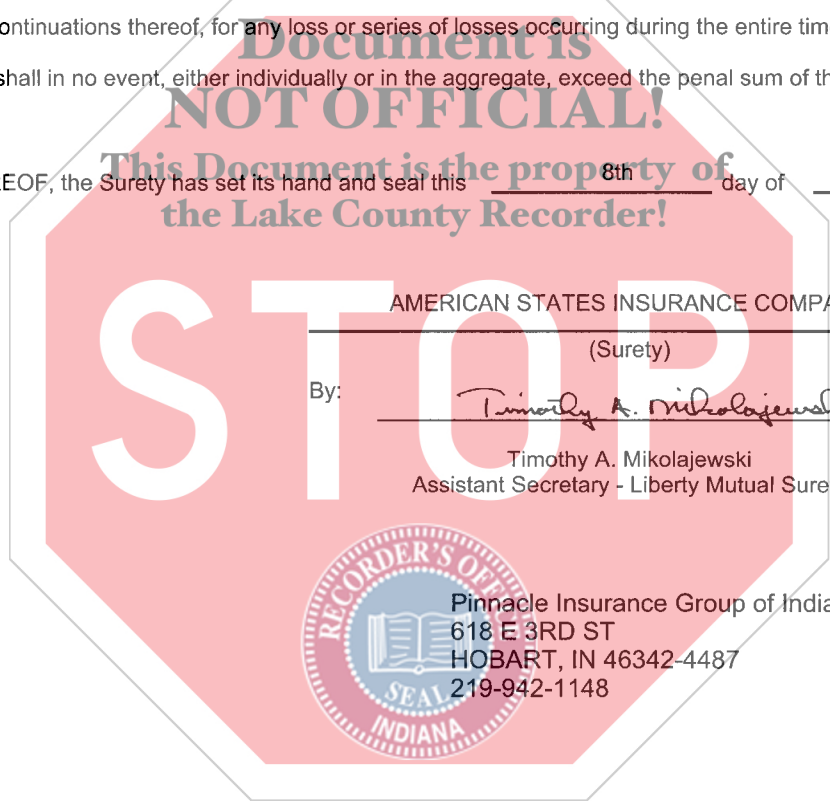 ontinuations thereof, for any loss or series of losses occurring during the entire tim
Document is
shall in no event, either individually or in the aggregate, exceed the penal sum of th
NOT OFFICIAL!
This Document is the property of
EOF, the Surety has set its hand and seal this 8th day of
the Lake County Recorder!
STOP
AMERICAN STATES INSURANCE COMPA
(Surety)
By: Timothy A. Mikolajewsk
Timothy A. Mikolajewski
Assistant Secretary - Liberty Mutual Sure
RECORDER'S OFFICE
Pinnacle Insurance Group of India
618 E 3RD ST
HOBART, IN 46342-4487
219-942-1148
SEAL
INDIANA